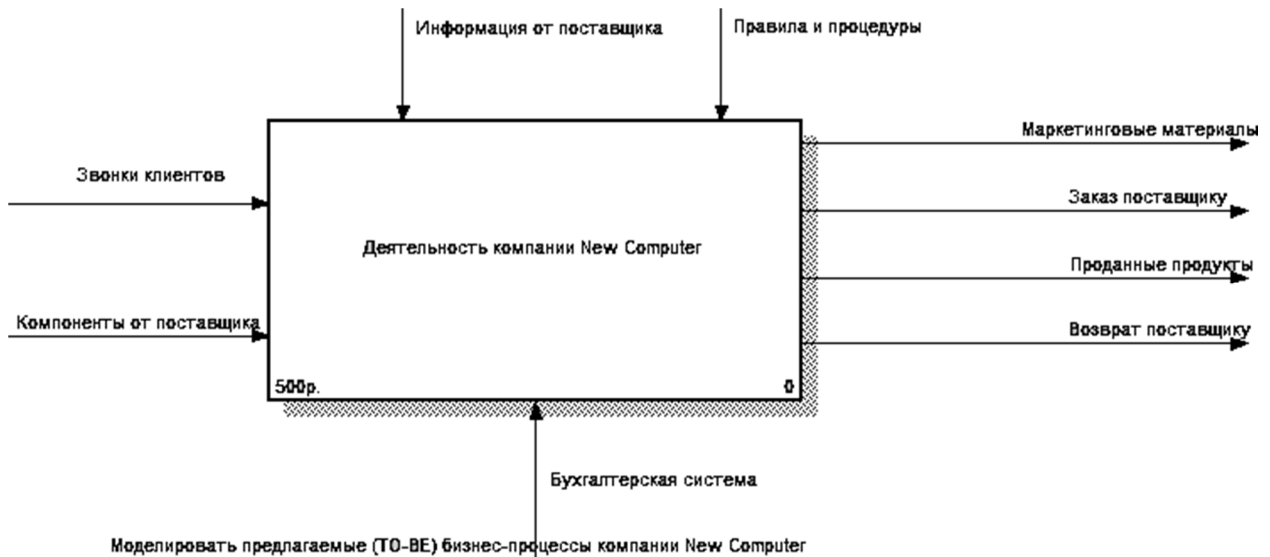 Информация от поставщика
Правила и процедуры
Маркетинговые материалы
Звонки клиентов
Заказ поставщику
Деятельность компании New Computer
Проданные продукты
Компоненты от поставщика
Возврат поставщику
500р.
0
Бухгалтерская система
Моделировать предлагаемые (TO-BE) бизнес-процессы компании New Computer